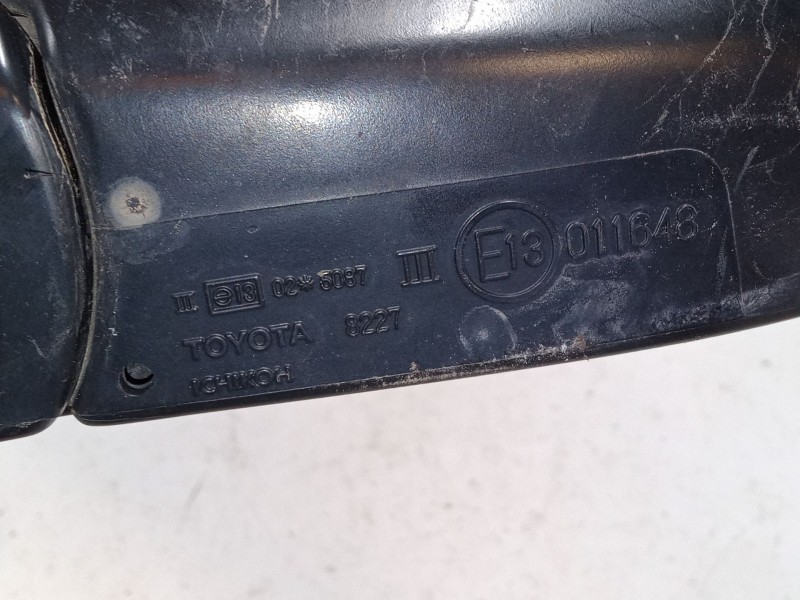 III E13 011648
II e13 02*5087
TOYOTA 8227
ICHIKOH